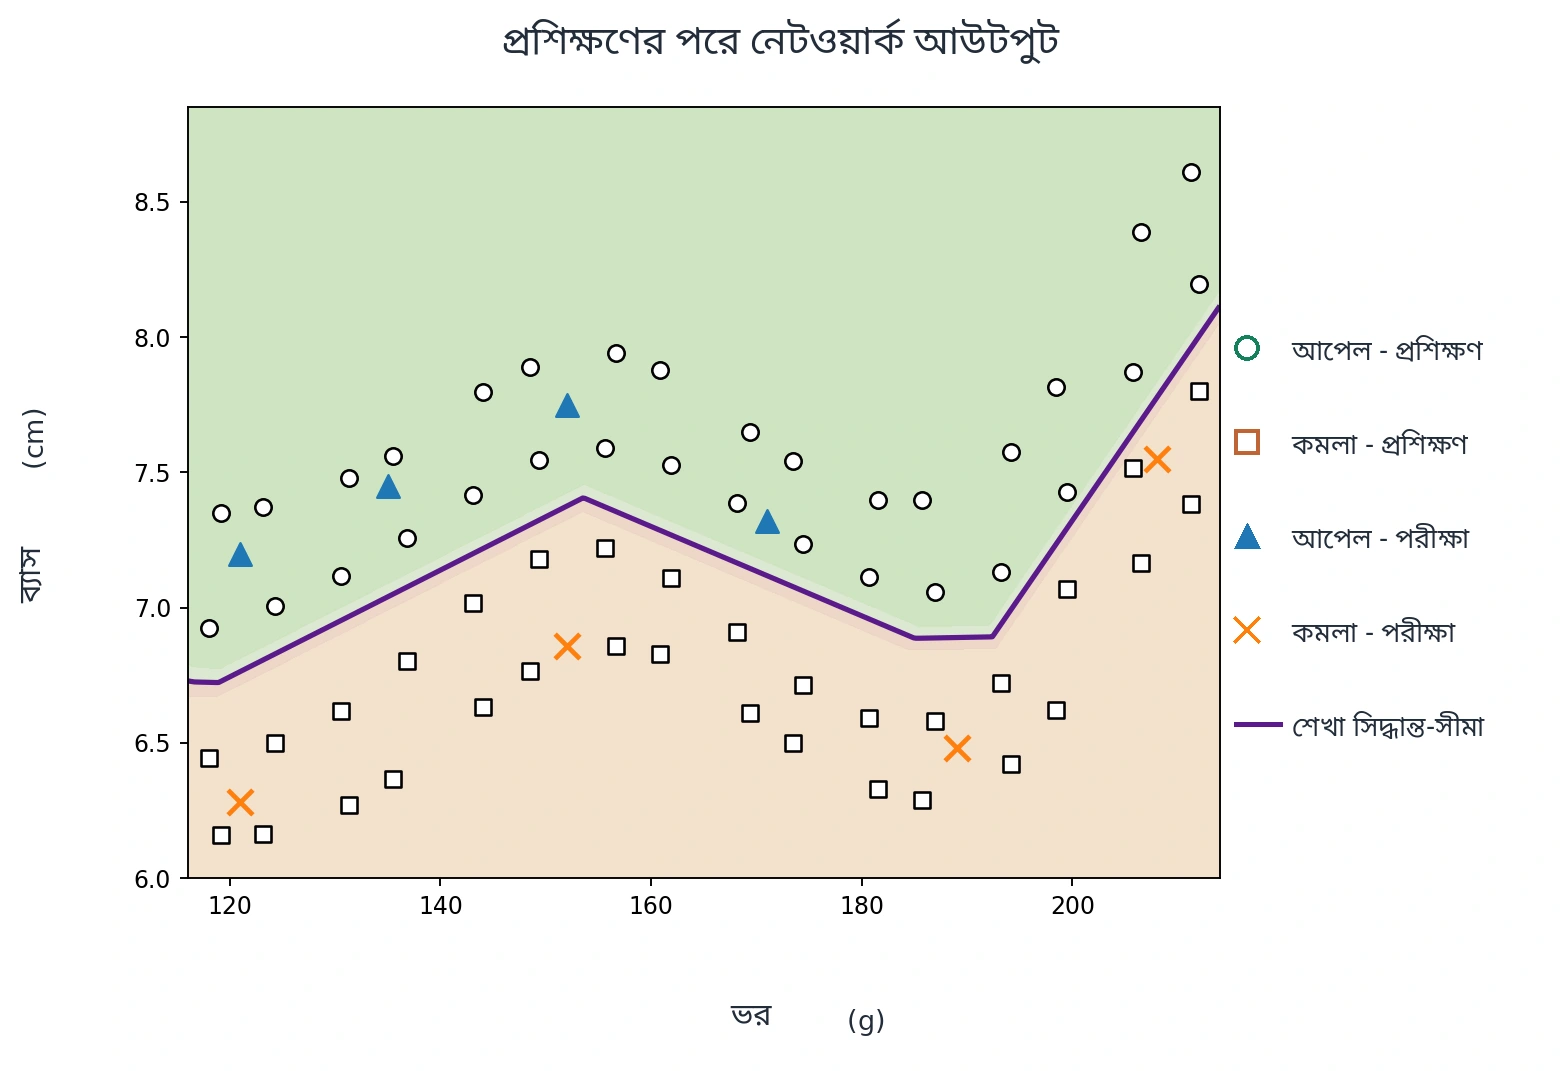 প্রশিক্ষণের পরে নেটওয়ার্ক আউটপুট
ব্যাস (cm)
8.5
8.0
7.5
7.0
6.5
6.0
120 140 160 180 200
ভর (g)
আপেল - প্রশিক্ষণ
কমলা - প্রশিক্ষণ
আপেল - পরীক্ষা
কমলা - পরীক্ষা
শেখা সিদ্ধান্ত-সীমা